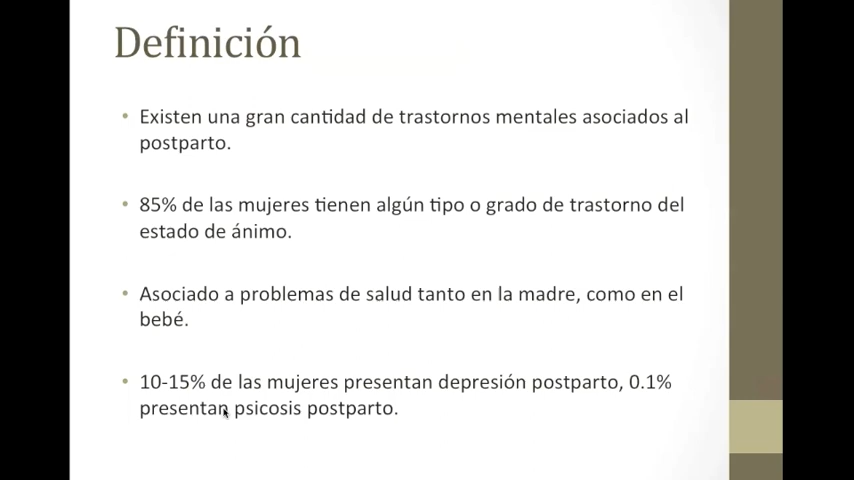 Definición
• Existen una gran cantidad de trastornos mentales asociados al
postparto.
• 85% de las mujeres tienen algún tipo o grado de trastorno del
estado de ánimo.
• Asociado a problemas de salud tanto en la madre, como en el
bebé.
• 10-15% de las mujeres presentan depresión postparto, 0.1%
presentan psicosis postparto.